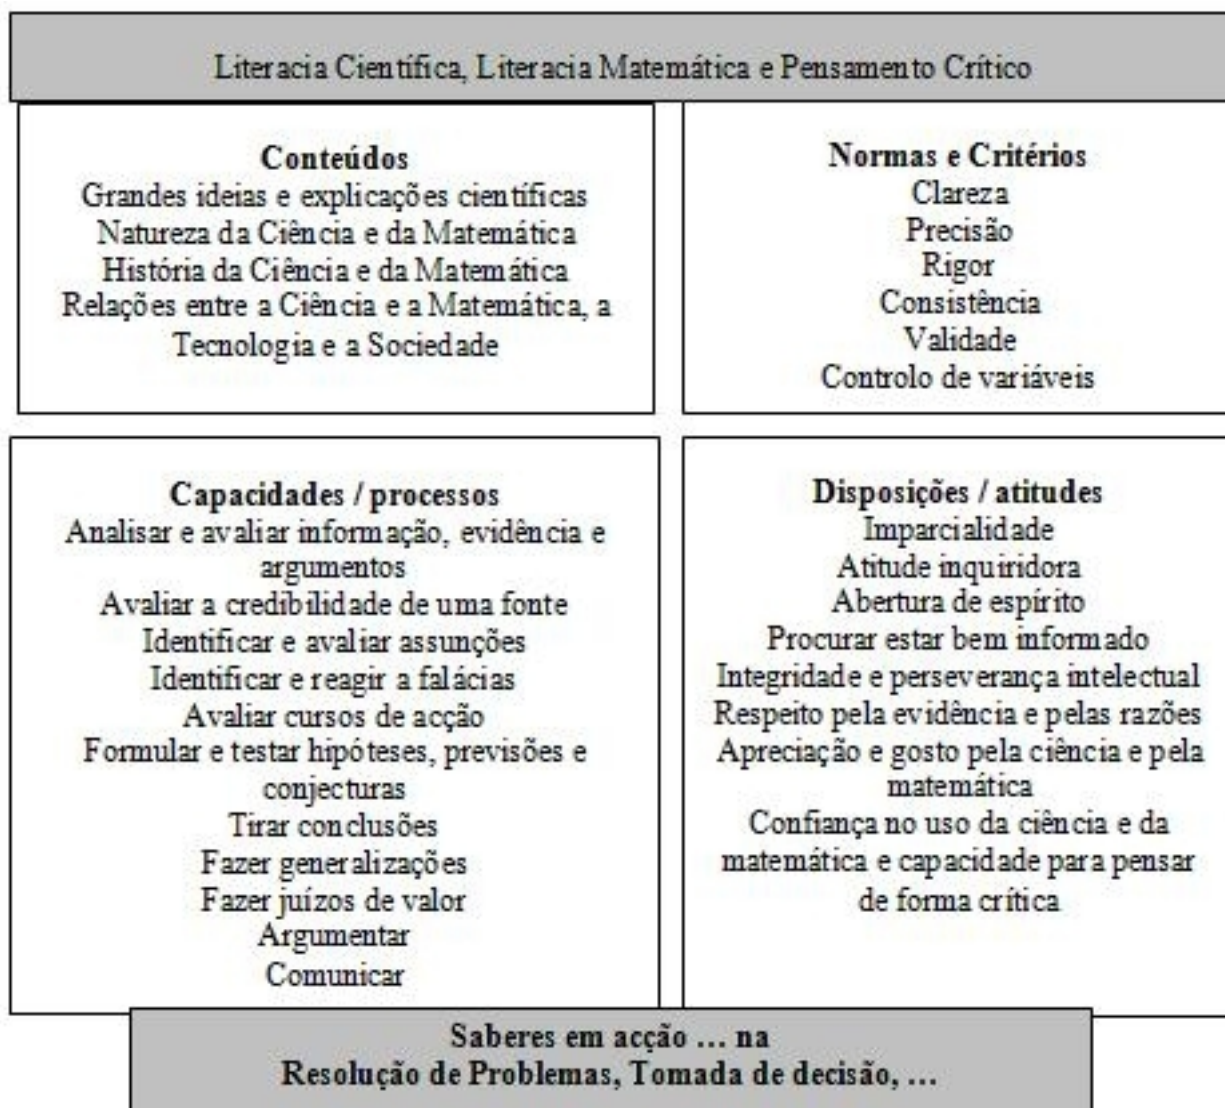 Literacia Científica, Literacia Matemática e Pensamento Crítico
Conteúdos
Grandes ideias e explicações científicas
Natureza da Ciência e da Matemática
História da Ciência e da Matemática
Relações entre a Ciência e a Matemática, a
Tecnologia e a Sociedade
Normas e Critérios
Clareza
Precisão
Rigor
Consistência
Validade
Controlo de variáveis
Capacidades / processos
Analisar e avaliar informação, evidência e
argumentos
Avaliar a credibilidade de uma fonte
Identificar e avaliar assunções
Identificar e reagir a falácias
Avaliar cursos de acção
Formular e testar hipóteses, previsões e
conjecturas
Tirar conclusões
Fazer generalizações
Fazer juízos de valor
Argumentar
Comunicar
Disposições / atitudes
Imparcialidade
Atitude inquiridora
Abertura de espírito
Procurar estar bem informado
Integridade e perseverança intelectual
Respeito pela evidência e pelas razões
Apreciação e gosto pela ciência e pela
matemática
Confiança no uso da ciência e da
matemática e capacidade para pensar
de forma crítica
Saberes em acção … na
Resolução de Problemas, Tomada de decisão, …